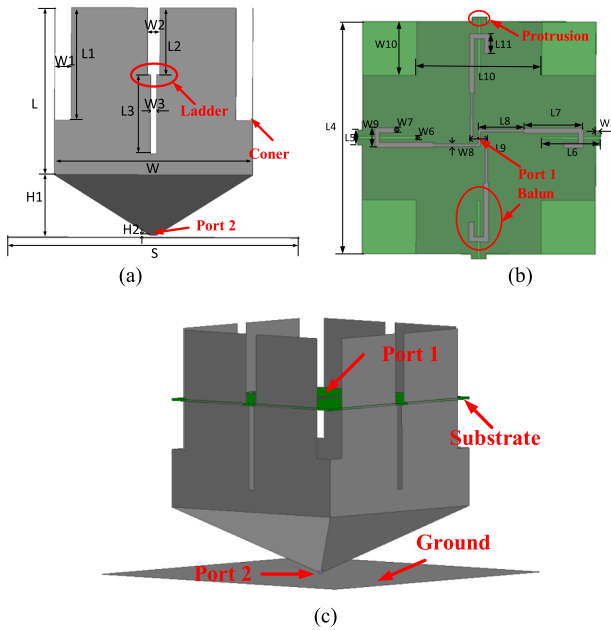 L
W1
L1
W2
L2
L3
W3
Ladder
Coner
W
H1
H2
Port 2
S
(a)
Protrusion
W10
L11
L10
L4
L5
W9
W7
W6
L8
L7
W8
L9
L6
Port 1
Balun
(b)
Port 1
Substrate
Ground
Port 2
(c)